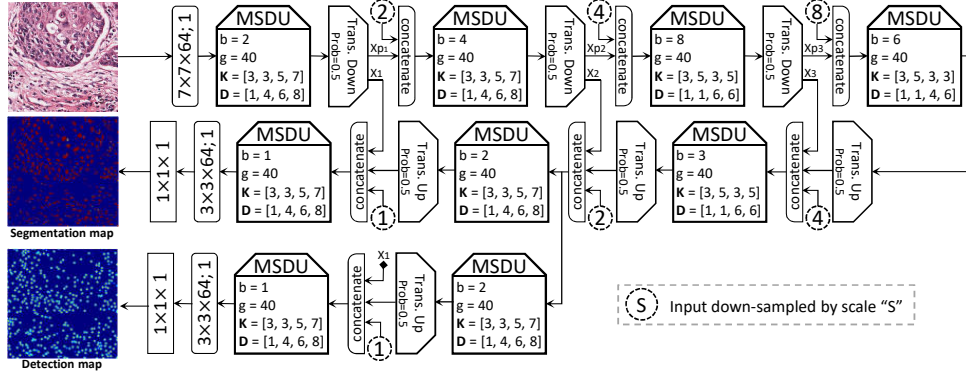 7×7×64; 1
MSDU
b = 2
g = 40
K = [3, 3, 5, 7]
D = [1, 4, 6, 8]
Trans. Down
Prob=0.5
Xp1
X1
2
concatenate
MSDU
b = 4
g = 40
K = [3, 3, 5, 7]
D = [1, 4, 6, 8]
Trans. Down
Prob=0.5
Xp2
X2
4
concatenate
MSDU
b = 8
g = 40
K = [3, 5, 3, 5]
D = [1, 1, 6, 6]
Trans. Down
Prob=0.5
Xp3
X3
8
concatenate
MSDU
b = 6
g = 40
K = [3, 5, 3, 3]
D = [1, 1, 4, 6]
Segmentation map
1×1×1
3×3×64; 1
MSDU
b = 1
g = 40
K = [3, 3, 5, 7]
D = [1, 4, 6, 8]
concatenate
1
Trans. Up
Prob=0.5
MSDU
b = 2
g = 40
K = [3, 3, 5, 7]
D = [1, 4, 6, 8]
concatenate
2
Trans. Up
Prob=0.5
MSDU
b = 3
g = 40
K = [3, 5, 3, 5]
D = [1, 1, 6, 6]
concatenate
4
Trans. Up
Prob=0.5
Detection map
1×1×1
3×3×64; 1
MSDU
b = 1
g = 40
K = [3, 3, 5, 7]
D = [1, 4, 6, 8]
concatenate
X1
1
Trans. Up
Prob=0.5
MSDU
b = 2
g = 40
K = [3, 3, 5, 7]
D = [1, 4, 6, 8]
S Input down-sampled by scale "S"